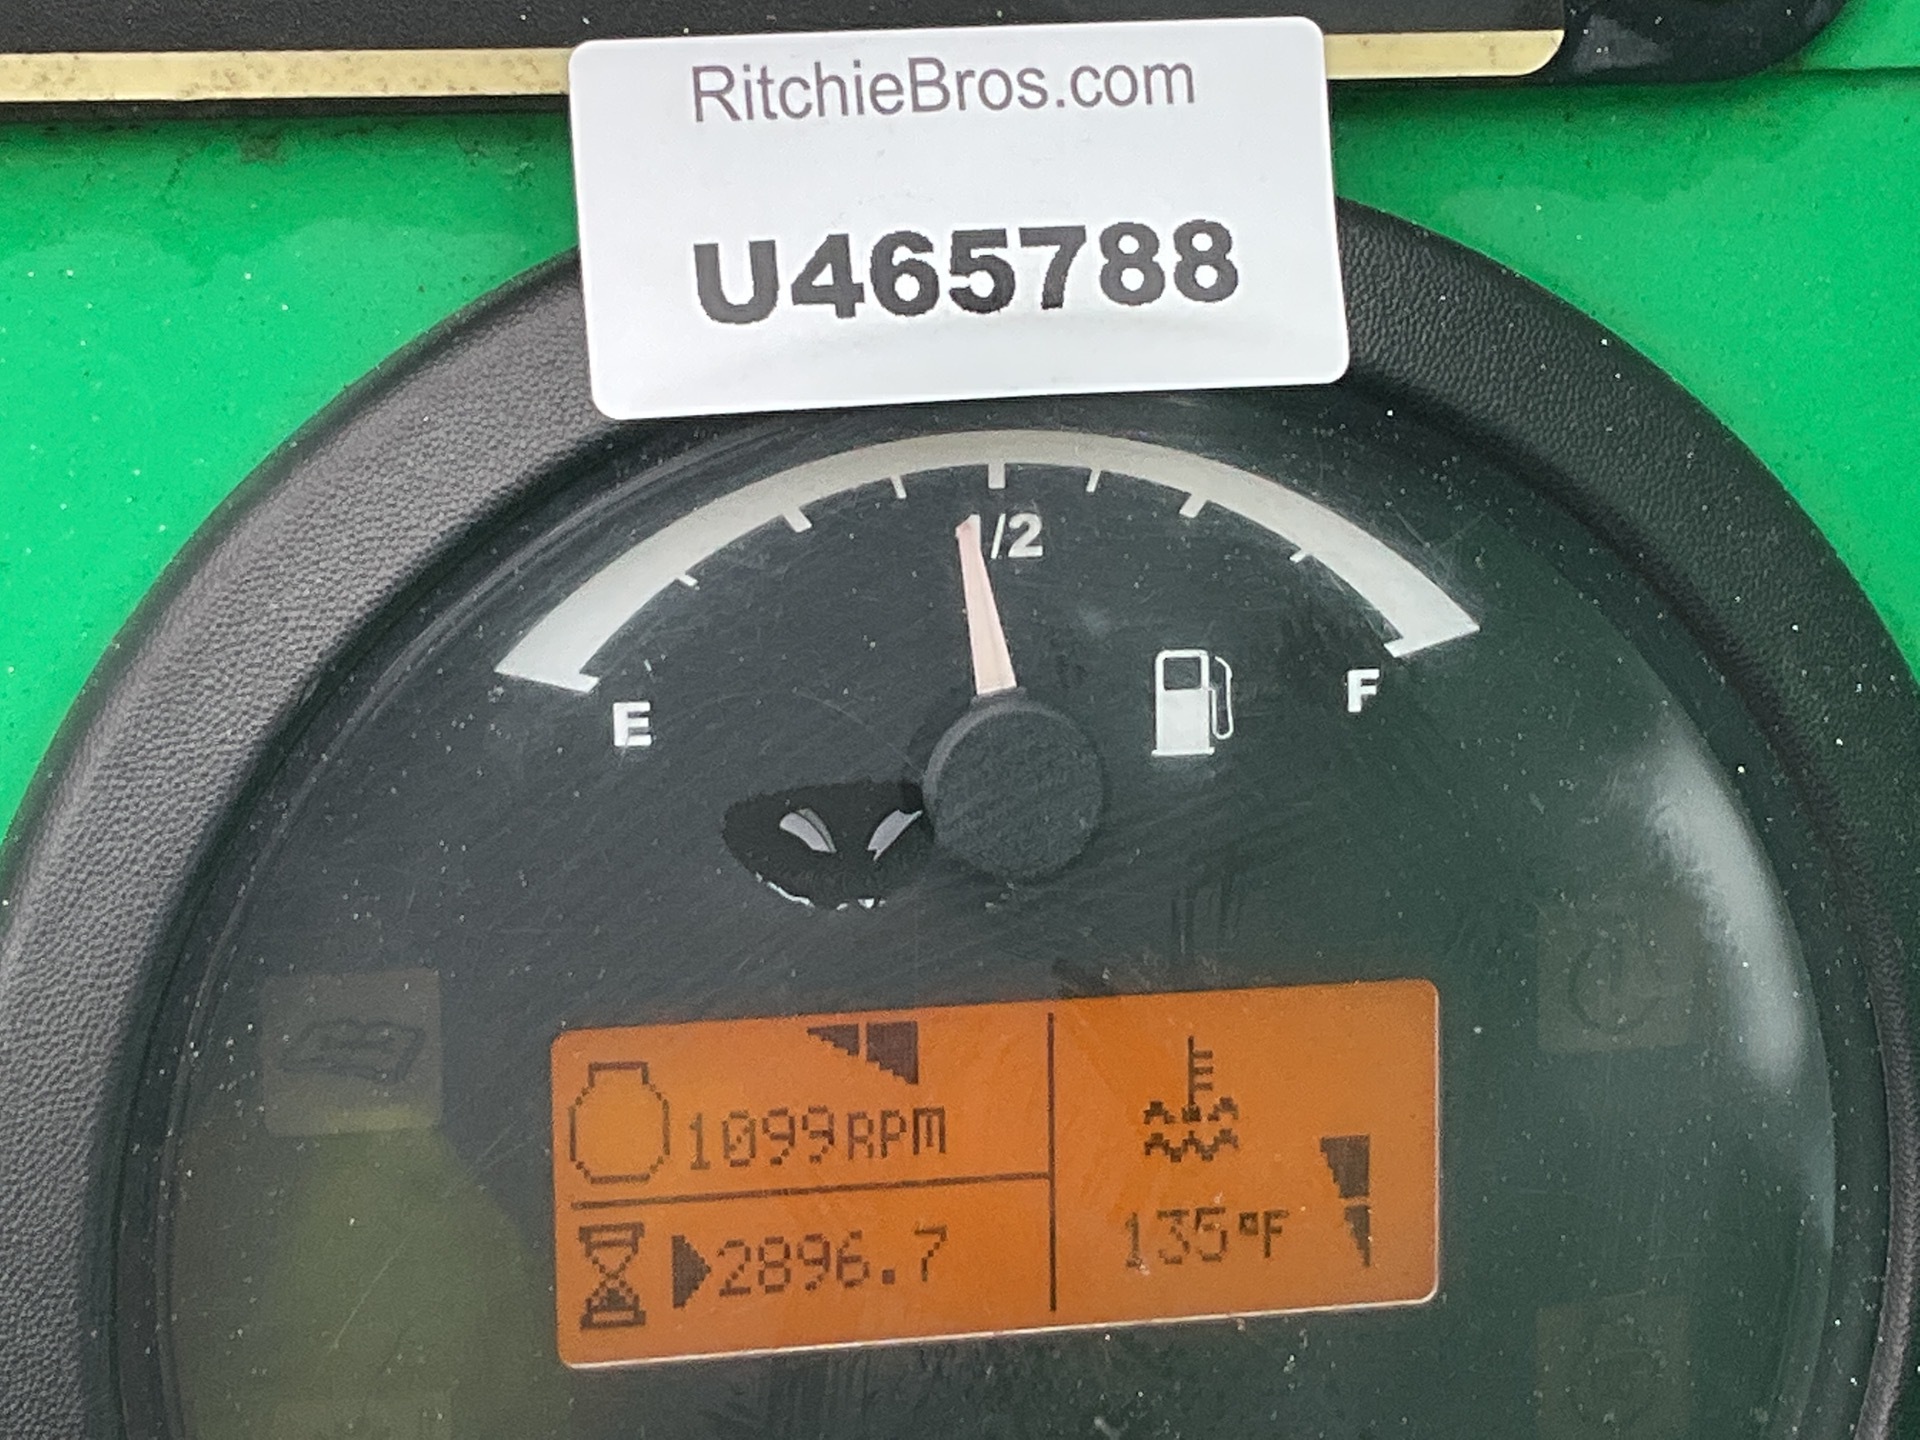 RitchieBros.com
U465788
1/2
E
F
1099RPM
2896.7
135°F